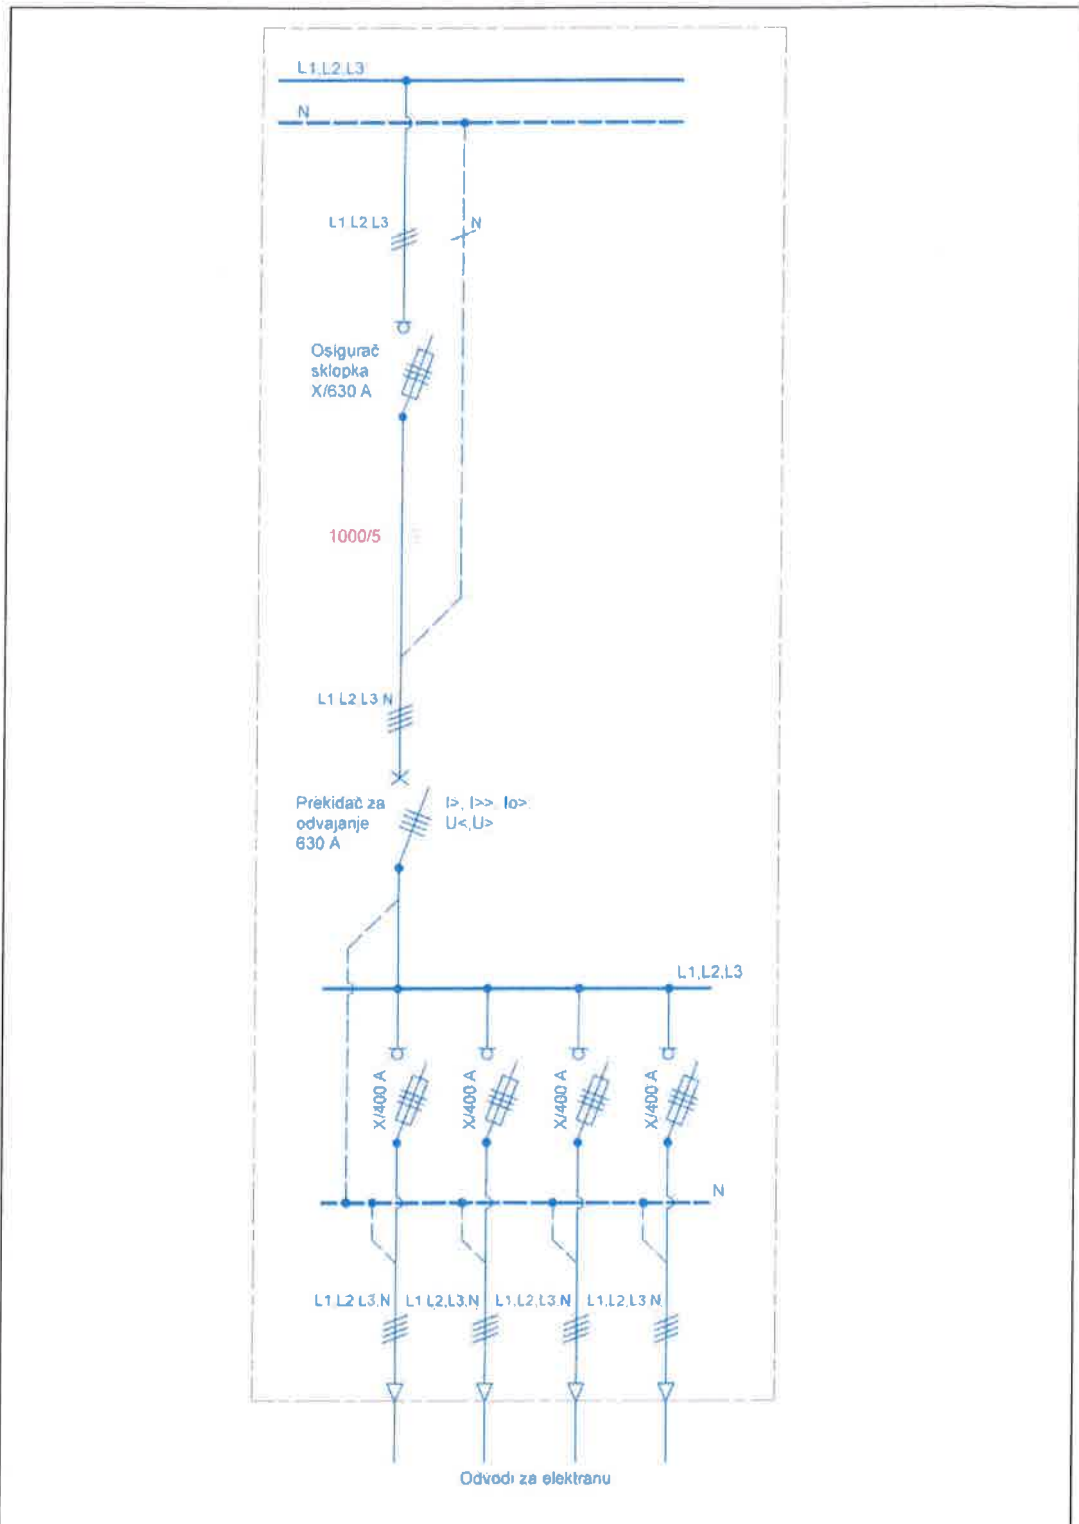 L1,L2,L3
N
L1 L2 L3
N
Osigurač
sklopka
X/630 A
1000/5
L1 L2 L3 N
Prekidač za
odvajanje
630 A
I>, I>>, Io>
U<,U>
L1,L2,L3
X/400 A
X/400 A
X/400 A
X/400 A
N
L1 L2 L3,N
L1 L2,L3,N
L1,L2,L3,N
L1,L2,L3 N
Odvodi za elektranu